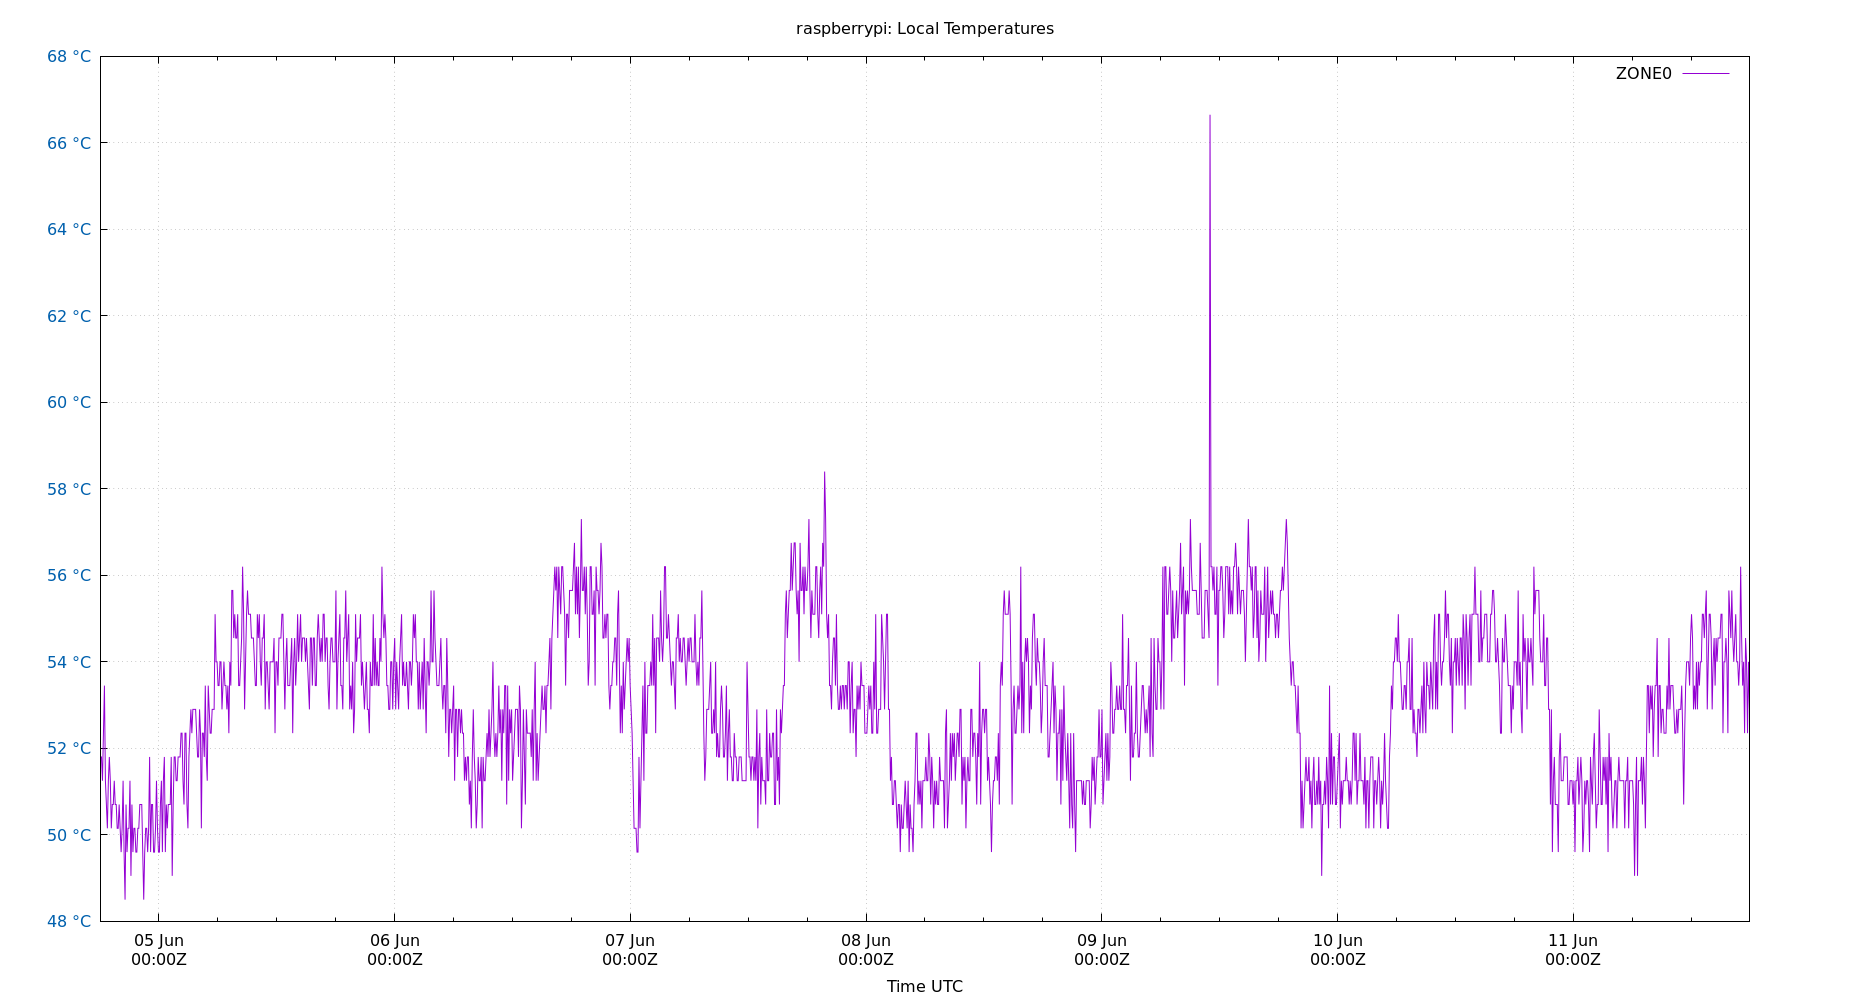 raspberrypi: Local Temperatures
68 °C
ZONE0
66 °C
64 °C
62 °C
60 °C
58 °C
56 °C
54 °C
52 °C
50 °C
48 °C
05 Jun 06 Jun 07 Jun 08 Jun 09 Jun 10 Jun 11 Jun
00:00Z 00:00Z 00:00Z 00:00Z 00:00Z 00:00Z 00:00Z
Time UTC